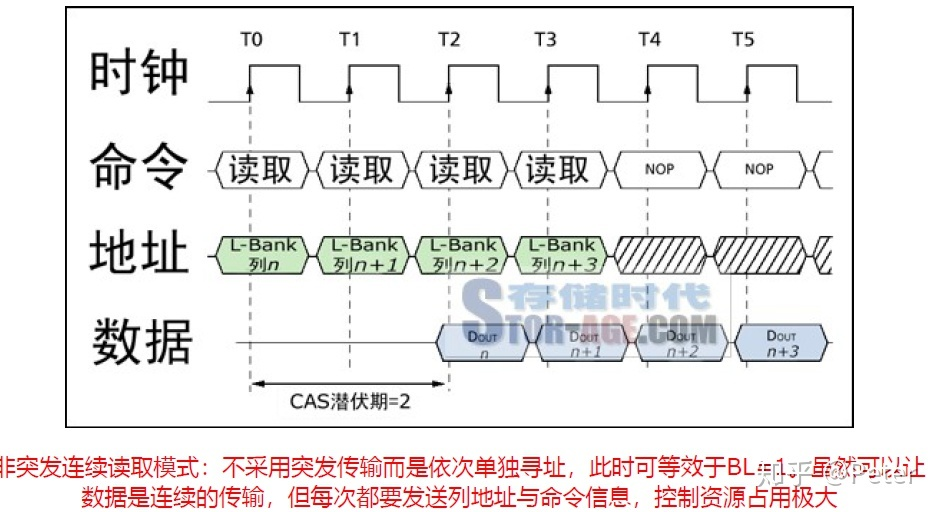 T0 T1 T2 T3 T4 T5
时钟
命令 读取 读取 读取 读取 NOP NOP
地址 L-Bank 列n L-Bank 列n+1 L-Bank 列n+2 L-Bank 列n+3
存储时代
STOR-AGE.COM
数据 DOUT n DOUT n+1 DOUT n+2 DOUT n+3
CAS潜伏期=2
非突发连续读取模式：不采用突发传输而是依次单独寻址，此时可等效于BL=1。虽然可以让
数据是连续的传输，但每次都要发送列地址与命令信息，控制资源占用极大
知乎 @Peter